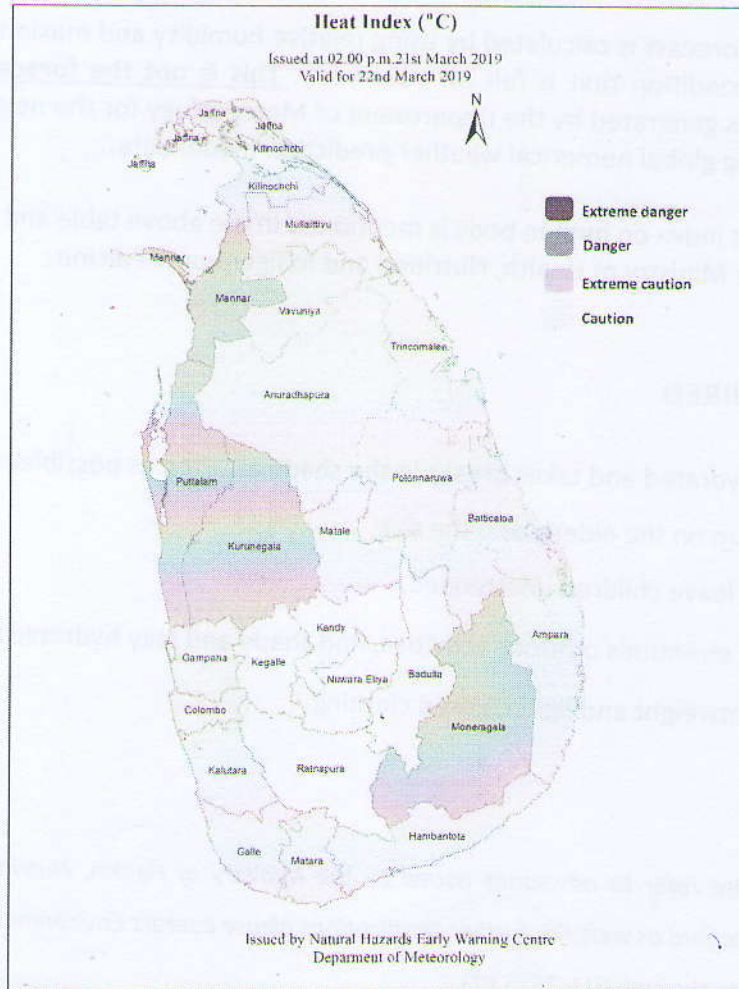 Heat Index (°C)
Issued at 02.00 p.m.21st March 2019
Valid for 22nd March 2019
N
Jaffna
Jaffna
Jaffna
Jaffna
Kilinochchi
Kilinochchi
Mullaittivu
Mannar
Mannar
Vavuniya
Trincomalee
Anuradhapura
Puttalam
Polonnaruwa
Batticaloa
Kurunegala
Matale
Kandy
Ampara
Gampaha
Kegalle
Nuwara Eliya
Badulla
Colombo
Moneragala
Kalutara
Ratnapura
Hambantota
Galle
Matara
Extreme danger
Danger
Extreme caution
Caution
Issued by Natural Hazards Early Warning Centre
Deparment of Meteorology